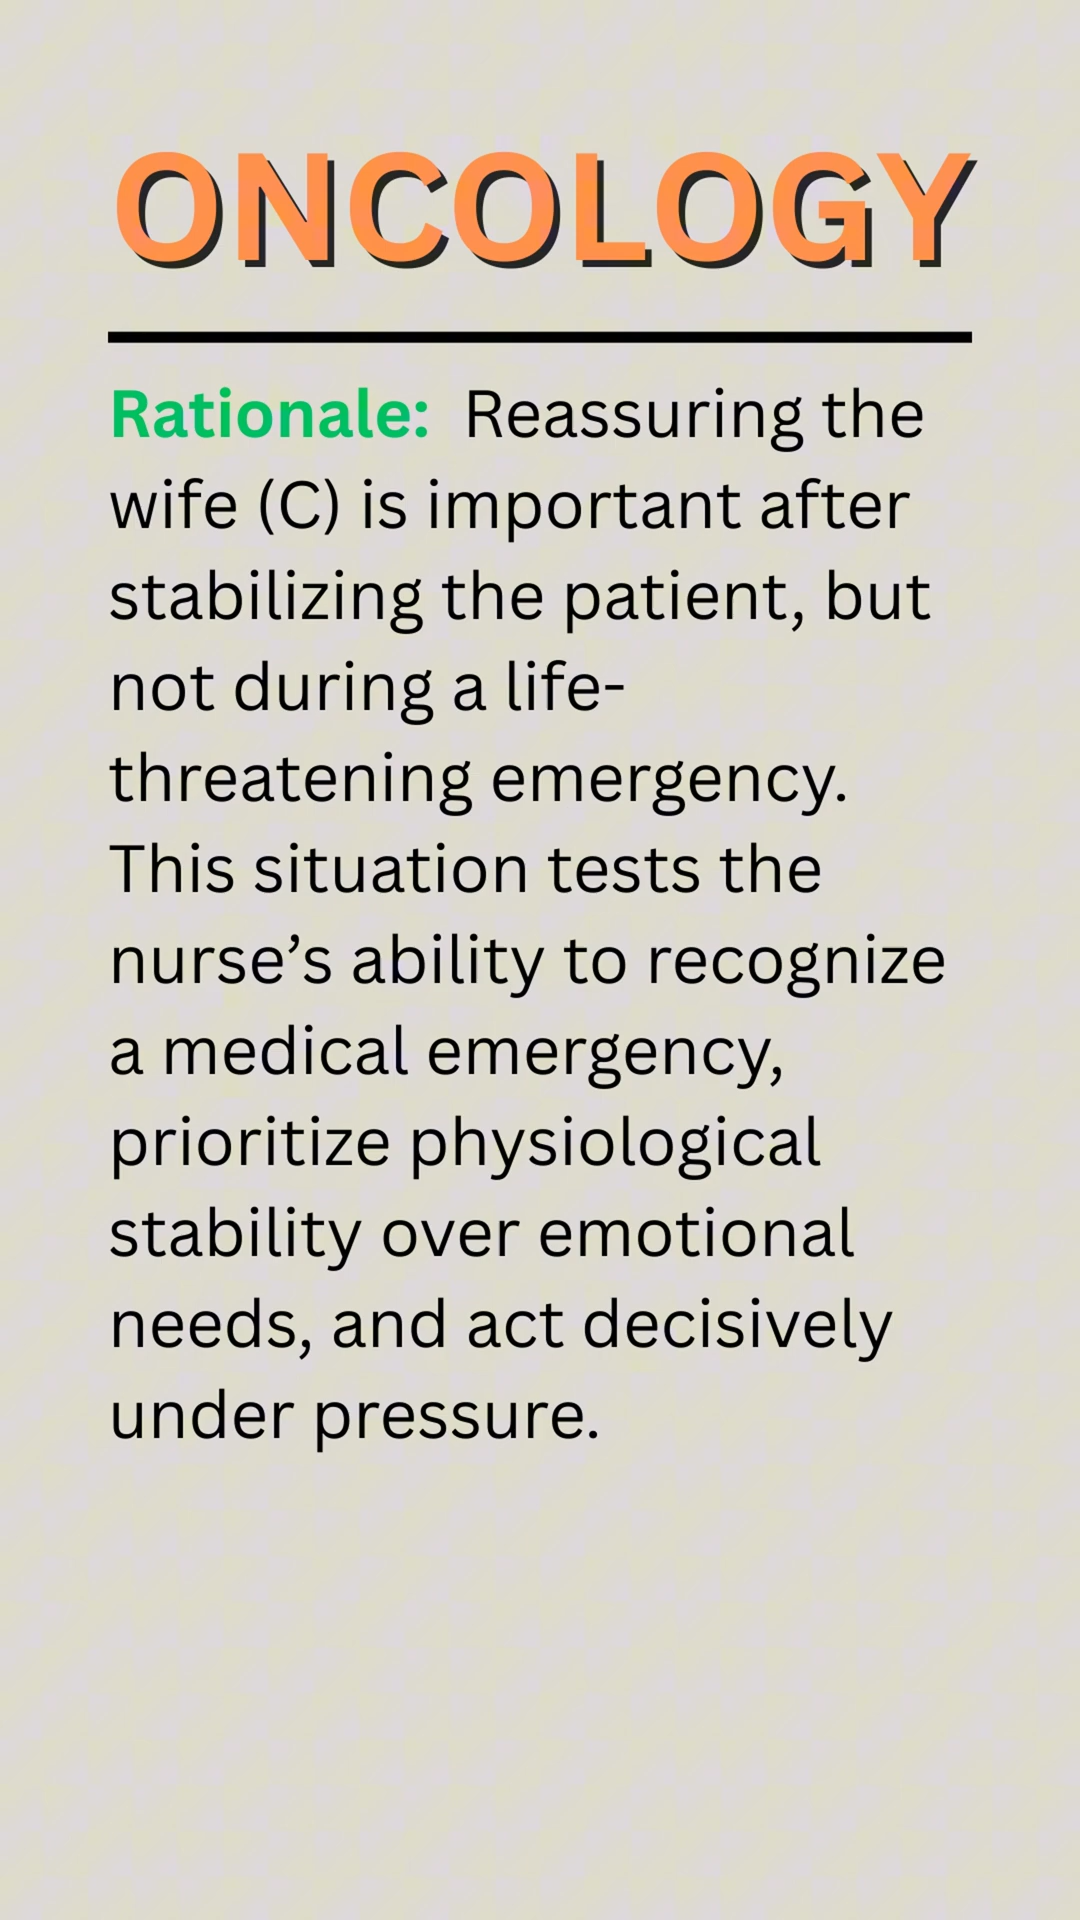 ONCOLOGY
Rationale: Reassuring the
wife (C) is important after
stabilizing the patient, but
not during a life-
threatening emergency.
This situation tests the
nurse’s ability to recognize
a medical emergency,
prioritize physiological
stability over emotional
needs, and act decisively
under pressure.